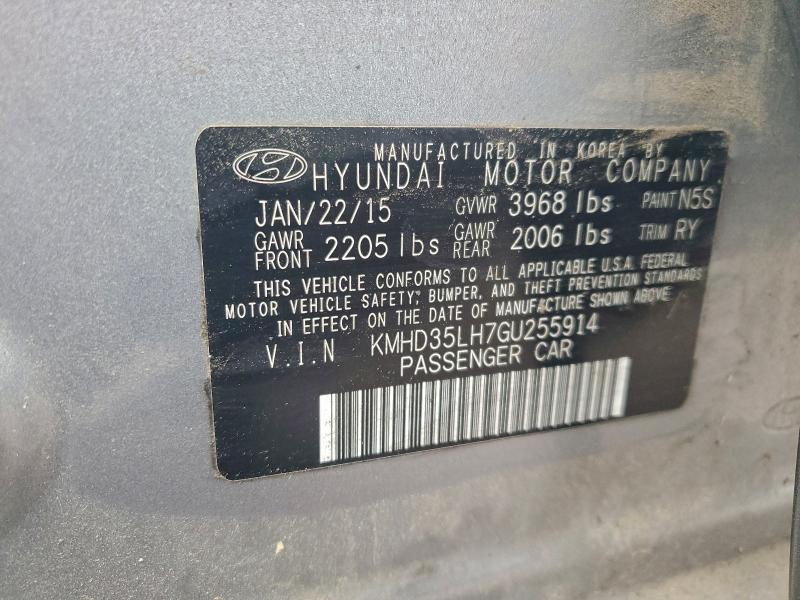 MANUFACTURED IN KOREA BY
HYUNDAI MOTOR COMPANY
JAN/22/15 GVWR 3968 lbs PAINT N5S
GAWR FRONT 2205 lbs GAWR REAR 2006 lbs TRIM RY
THIS VEHICLE CONFORMS TO ALL APPLICABLE U.S.A. FEDERAL
MOTOR VEHICLE SAFETY, BUMPER, AND THEFT PREVENTION STANDARDS
IN EFFECT ON THE DATE OF MANUFACTURE SHOWN ABOVE
V.I.N KMHD35LH7GU255914
PASSENGER CAR